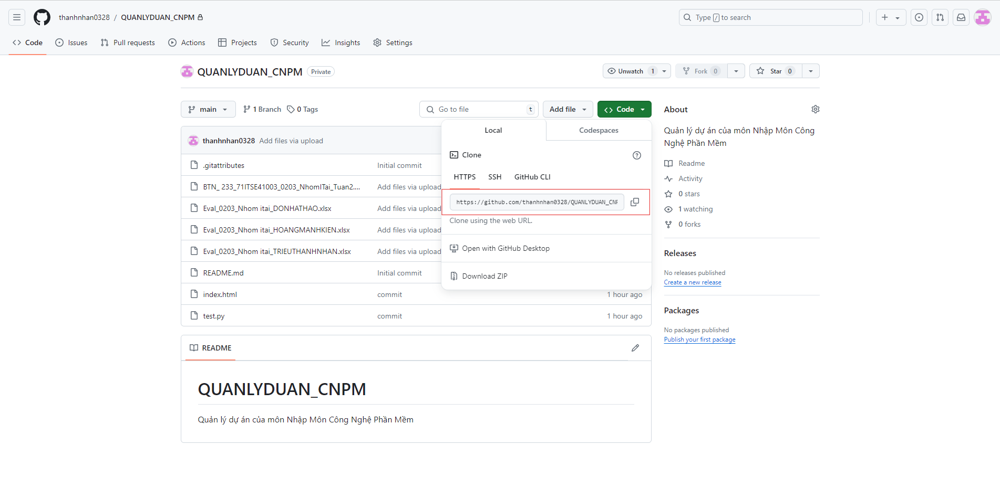 thanhnhan0328 / QUANLYDUAN_CNPM
Type / to search
Code Issues Pull requests Actions Projects Security Insights Settings
QUANLYDUAN_CNPM Private
Unwatch 1 Fork 0 Star 0
main 1 Branch 0 Tags
Go to file t Add file Code
thanhnhan0328 Add files via upload
.gitattributes Initial commit
BTN_ 233_71ITSE41003_0203_NhomITai_Tuan2.... Add files via upload
Eval_0203_Nhom itai_DONHATHAO.xlsx Add files via upload
Eval_0203_Nhom itai_HOANGMANHKIEN.xlsx Add files via upload
Eval_0203_Nhom itai_TRIEUTHANHNHAN.xlsx Add files via upload
README.md Initial commit
index.html commit 1 hour ago
test.py commit 1 hour ago
Local Codespaces
Clone
HTTPS SSH GitHub CLI
https://github.com/thanhnhan0328/QUANLYDUAN_CNP
Clone using the web URL.
Open with GitHub Desktop
Download ZIP
README
QUANLYDUAN_CNPM
Quản lý dự án của môn Nhập Môn Công Nghệ Phần Mềm
About
Quản lý dự án của môn Nhập Môn Công
Nghệ Phần Mềm
Readme
Activity
0 stars
1 watching
0 forks
Releases
No releases published
Create a new release
Packages
No packages published
Publish your first package